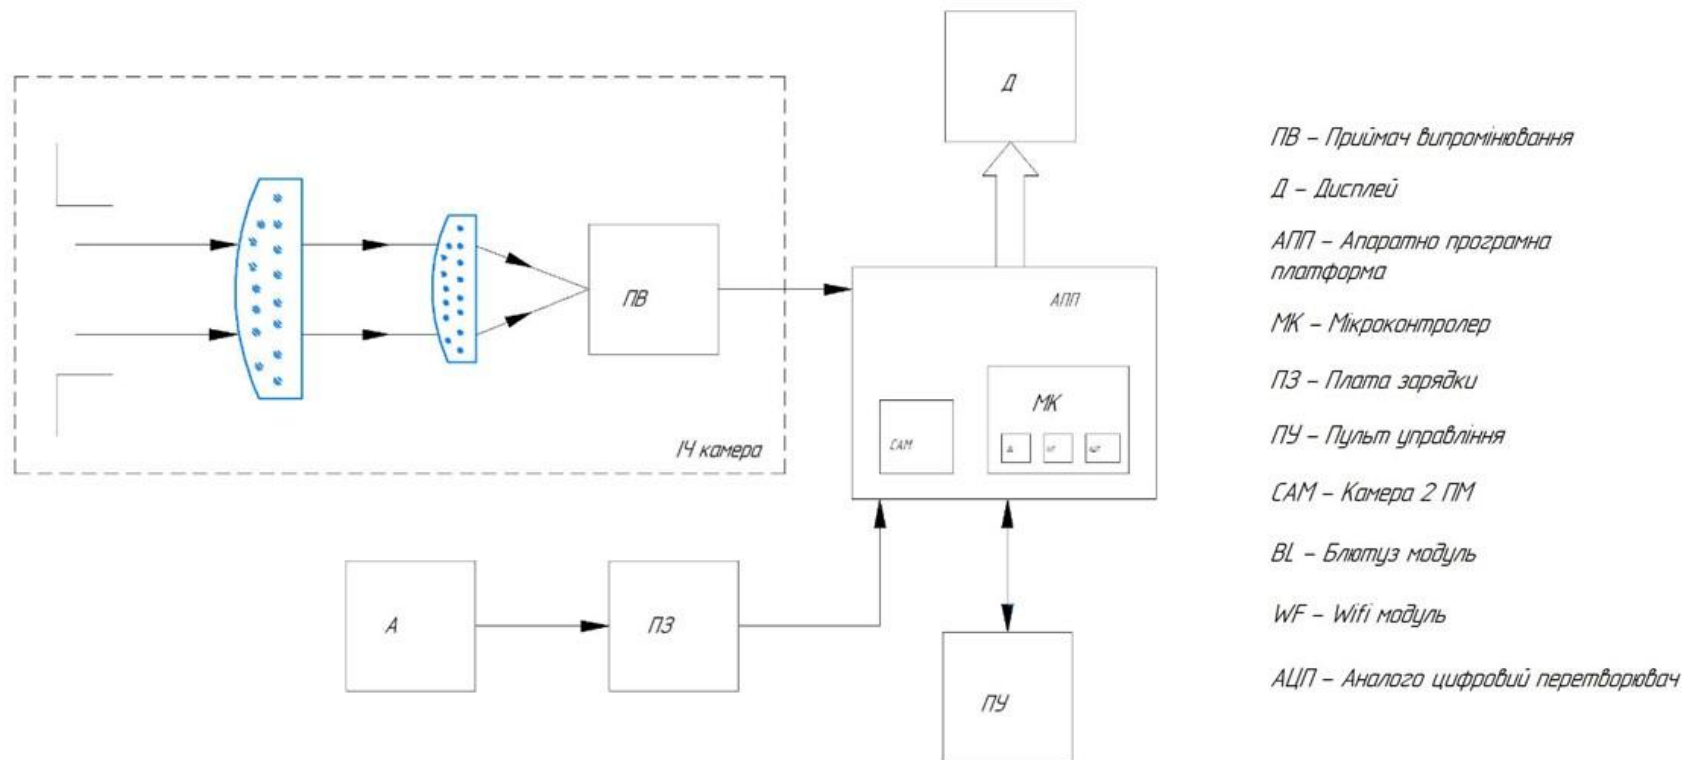 Д
ПВ
АПП
САМ
МК
ІЧ камера
А
ПЗ
ПУ
ПВ – Приймач випромінювання
Д – Дисплей
АПП – Апаратно програмна
платформа
МК – Мікроконтролер
ПЗ – Плата зарядки
ПУ – Пульт управління
САМ – Камера 2 ПМ
BL – Блютуз модуль
WF – Wifi модуль
АЦП – Аналого цифровий перетворювач